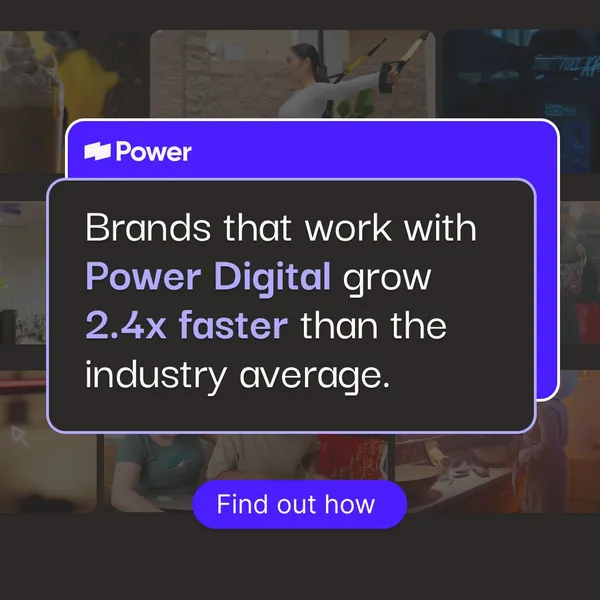 Power
Brands that work with
Power Digital grow
2.4x faster than the
industry average.
Find out how